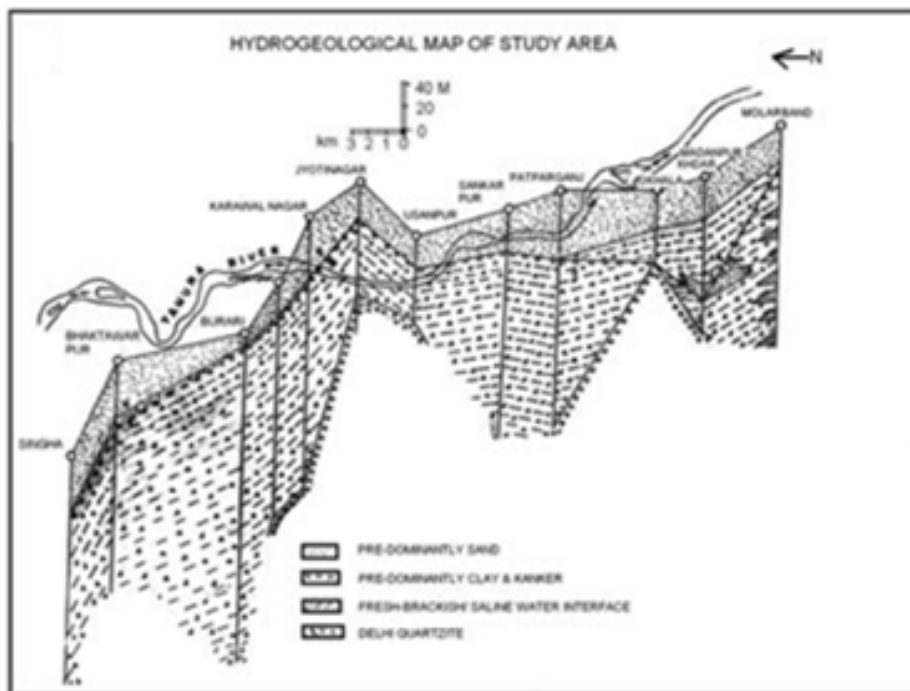 HYDROGEOLOGICAL MAP OF STUDY AREA
N
40 M
20
0
km 3 2 1 0
MOLARBAND
MADANPUR
KHDAR
JYOTINAGAR
SANKAR
PUR
PATPARGANJ
KARAWAL NAGAR
USANPUR
YAMUNA RIVER
BURARI
BHAKTAWAR
PUR
SINGHA
PRE-DOMINANTLY SAND
PRE-DOMINANTLY CLAY & KANKER
FRESH-BRACKISH/ SALINE WATER INTERFACE
DELHI QUARTZITE